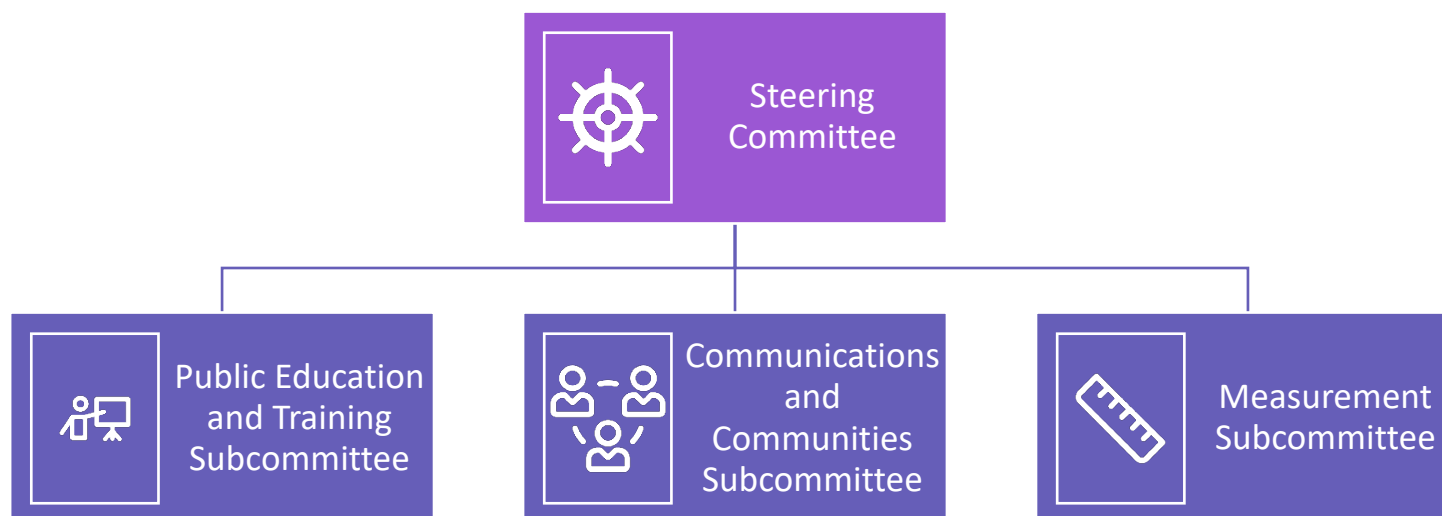 Steering
Committee
Public Education
and Training
Subcommittee
Communications
and
Communities
Subcommittee
Measurement
Subcommittee